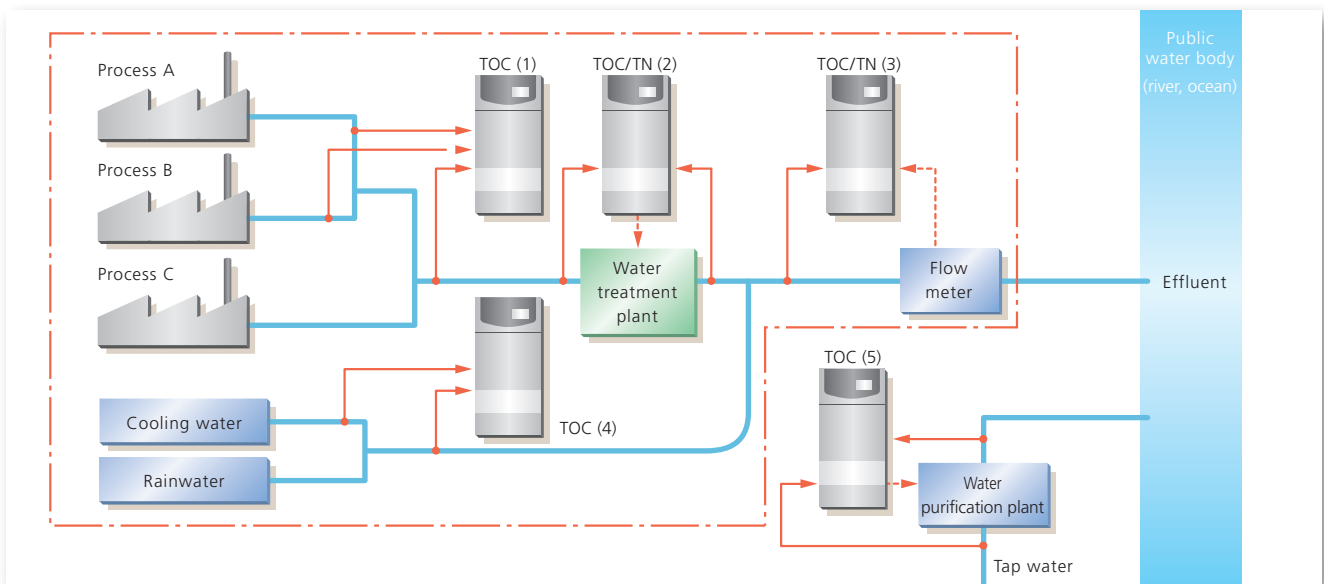 Process A
TOC (1)
TOC/TN (2)
TOC/TN (3)
Public
water body
(river, ocean)
Process B
Process C
Water
treatment
plant
Flow
meter
Effluent
TOC (5)
Cooling water
TOC (4)
Rainwater
Water
purification plant
Tap water